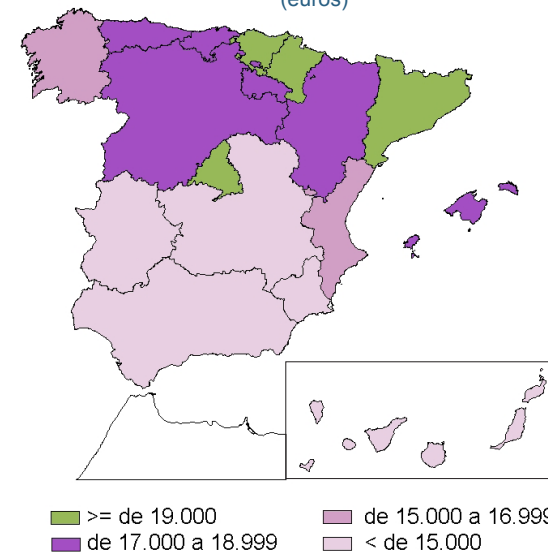 (euros)
>= de 19.000
de 15.000 a 16.999
de 17.000 a 18.999
< de 15.000